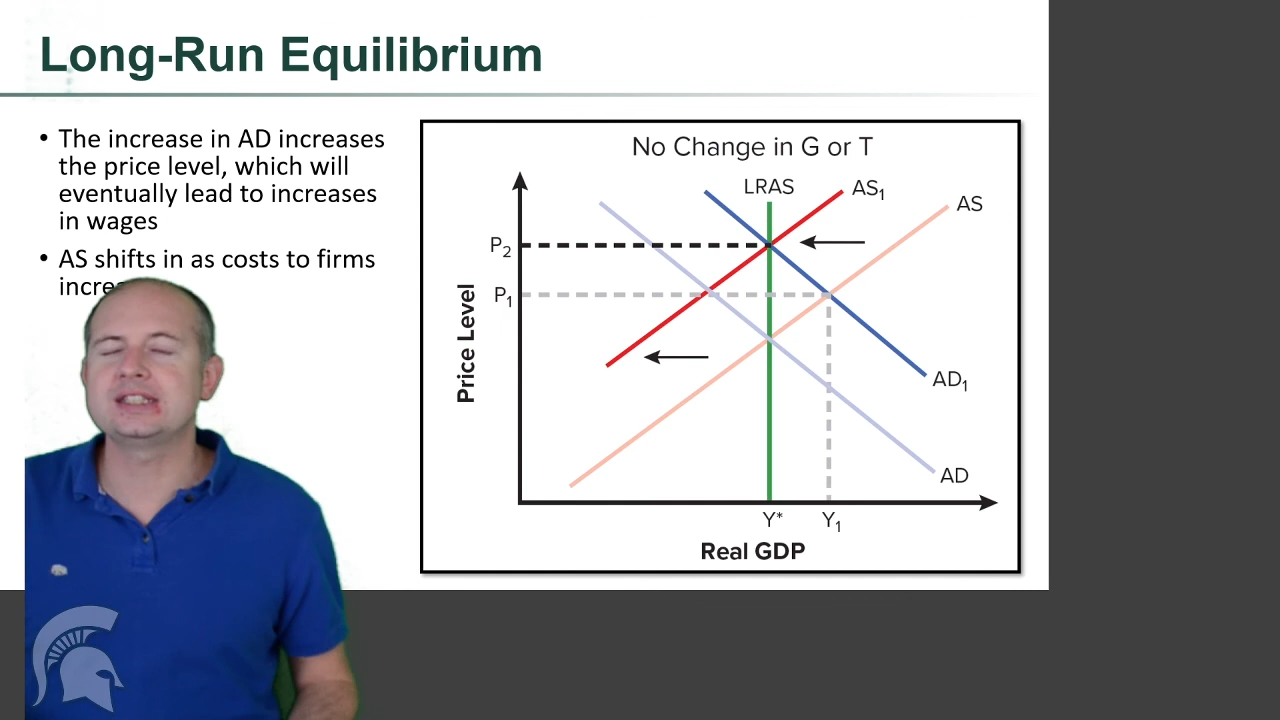 Long-Run Equilibrium
• The increase in AD increases
the price level, which will
eventually lead to increases
in wages
• AS shifts in as costs to firms
No Change in G or T
LRAS
AS1
AS
P2
P1
Price Level
AD1
AD
Y*
Y1
Real GDP